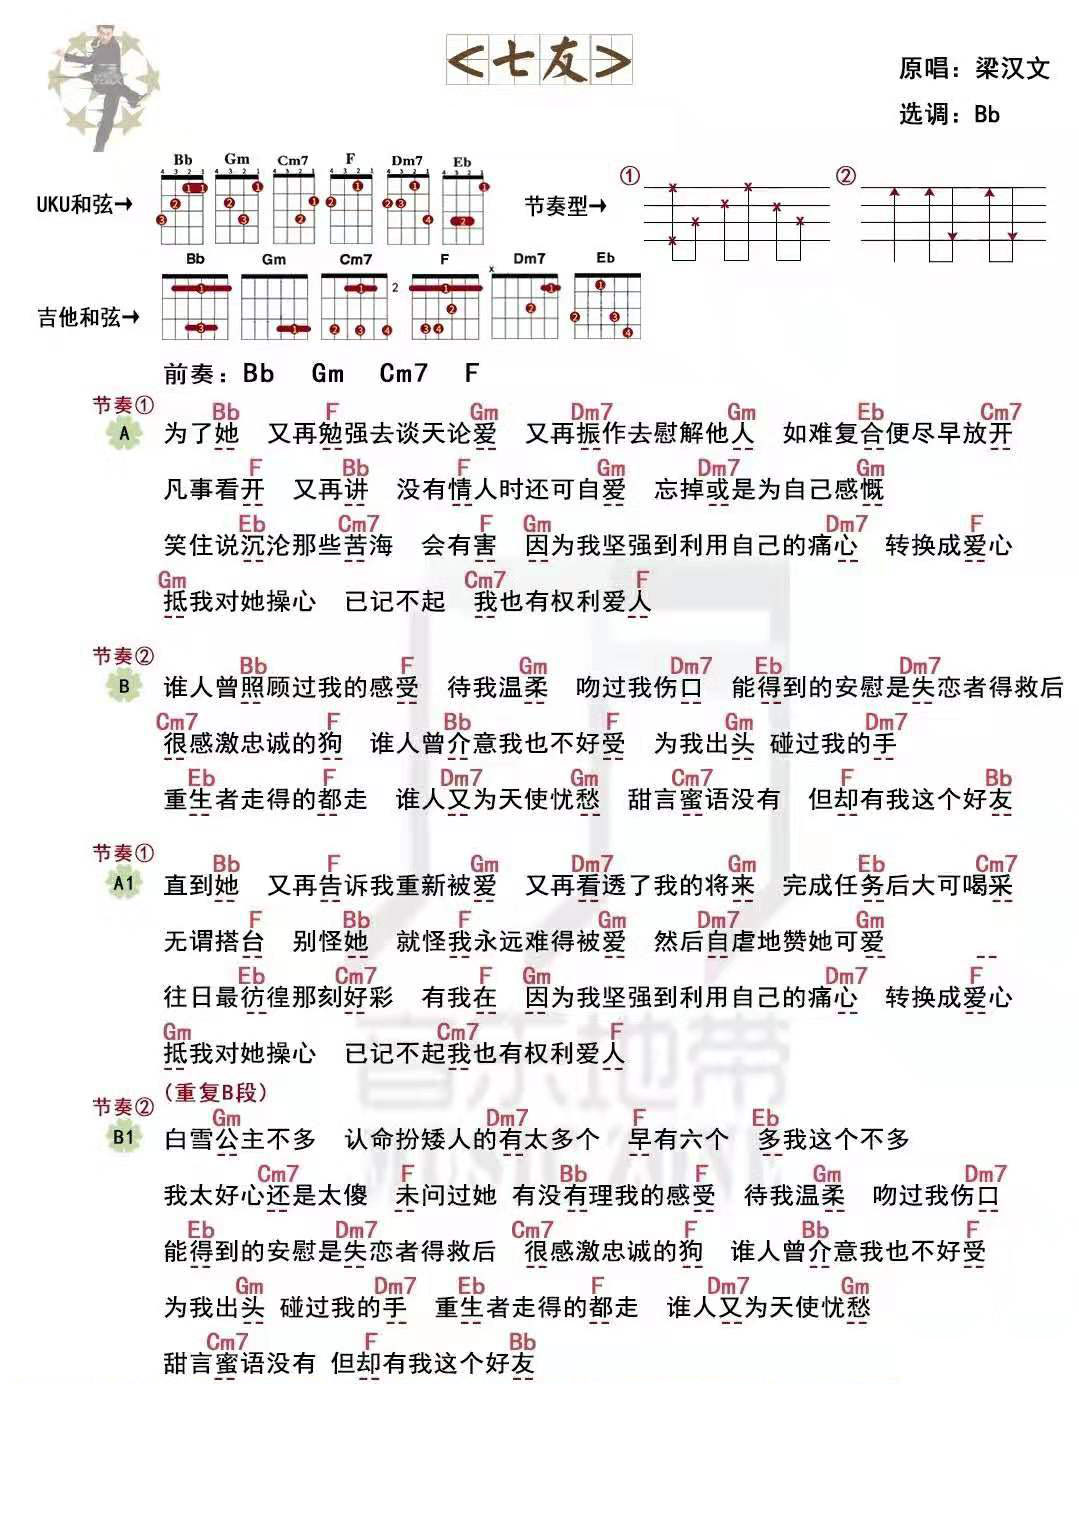 <七友>
原唱：梁汉文
选调：Bb
Bb Gm Cm7 F Dm7 Eb
UKU和弦→
节奏型→ ① ②
Bb Gm Cm7 F Dm7 Eb
吉他和弦→
前奏：Bb Gm Cm7 F
节奏①
Bb F Gm Dm7 Gm Eb Cm7
A 为了她 又再勉强去谈天论爱 又再振作去慰解他人 如难复合便尽早放开
F Bb F Gm Dm7 Gm
凡事看开 又再讲 没有情人时还可自爱 忘掉或是为自己感慨
Eb Cm7 F Gm Dm7 F
笑住说沉沦那些苦海 会有害 因为我坚强到利用自己的痛心 转换成爱心
Gm Cm7 F
抵我对她操心 已记不起 我也有权利爱人
节奏②
Bb F Gm Dm7 Eb Dm7
B 谁人曾照顾过我的感受 待我温柔 吻过我伤口 能得到的安慰是失恋者得救后
Cm7 F Bb F Gm Dm7
很感激忠诚的狗 谁人曾介意我也不好受 为我出头 碰过我的手
Eb F Dm7 Gm Cm7 F Bb
重生者走得的都走 谁人又为天使忧愁 甜言蜜语没有 但却有我这个好友
节奏①
Bb F Gm Dm7 Gm Eb Cm7
A1 直到她 又再告诉我重新被爱 又再看透了我的将来 完成任务后大可喝采
F Bb F Gm Dm7 Gm
无谓搭台 别怪她 就怪我永远难得被爱 然后自虐地赞她可爱
Eb Cm7 F Gm Dm7 F
往日最彷徨那刻好彩 有我在 因为我坚强到利用自己的痛心 转换成爱心
Gm Cm7 F
抵我对她操心 已记不起我也有权利爱人
(重复B段)
节奏②
Gm Dm7 F Eb
B1 白雪公主不多 认命扮矮人的有太多个 早有六个 多我这个不多
Cm7 F Bb F Gm Dm7
我太好心还是太傻 未问过她 有没有理我的感受 待我温柔 吻过我伤口
Eb Dm7 Cm7 F Bb F
能得到的安慰是失恋者得救后 很感激忠诚的狗 谁人曾介意我也不好受
Gm Dm7 Eb F Dm7 Gm
为我出头 碰过我的手 重生者走得的都走 谁人又为天使忧愁
Cm7 F Bb
甜言蜜语没有 但却有我这个好友
音乐地带
MUSIC ZONE